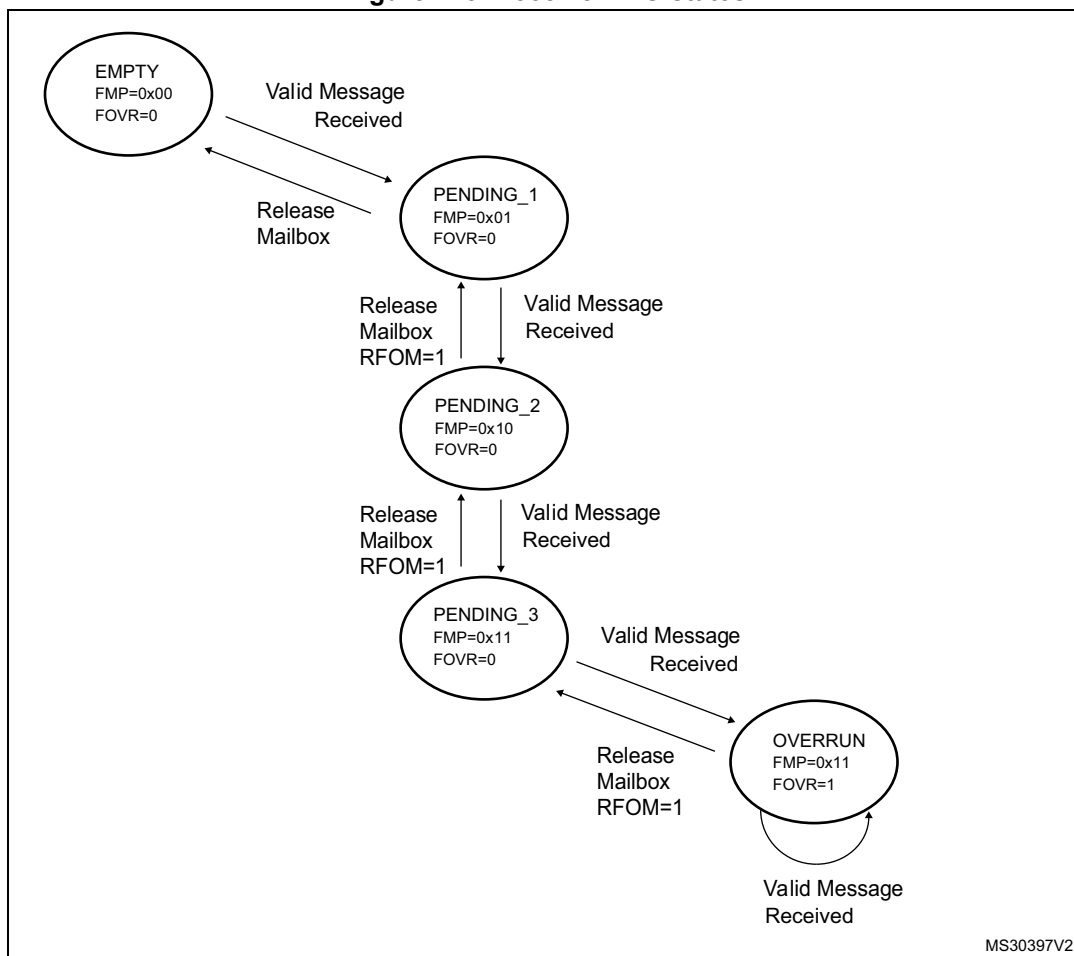 EMPTY
FMP=0x00
FOVR=0
Valid Message
Received
Release
Mailbox
PENDING_1
FMP=0x01
FOVR=0
Release
Mailbox
RFOM=1
Valid Message
Received
PENDING_2
FMP=0x10
FOVR=0
Release
Mailbox
RFOM=1
Valid Message
Received
PENDING_3
FMP=0x11
FOVR=0
Valid Message
Received
Release
Mailbox
RFOM=1
OVERRUN
FMP=0x11
FOVR=1
Valid Message
Received
MS30397V2